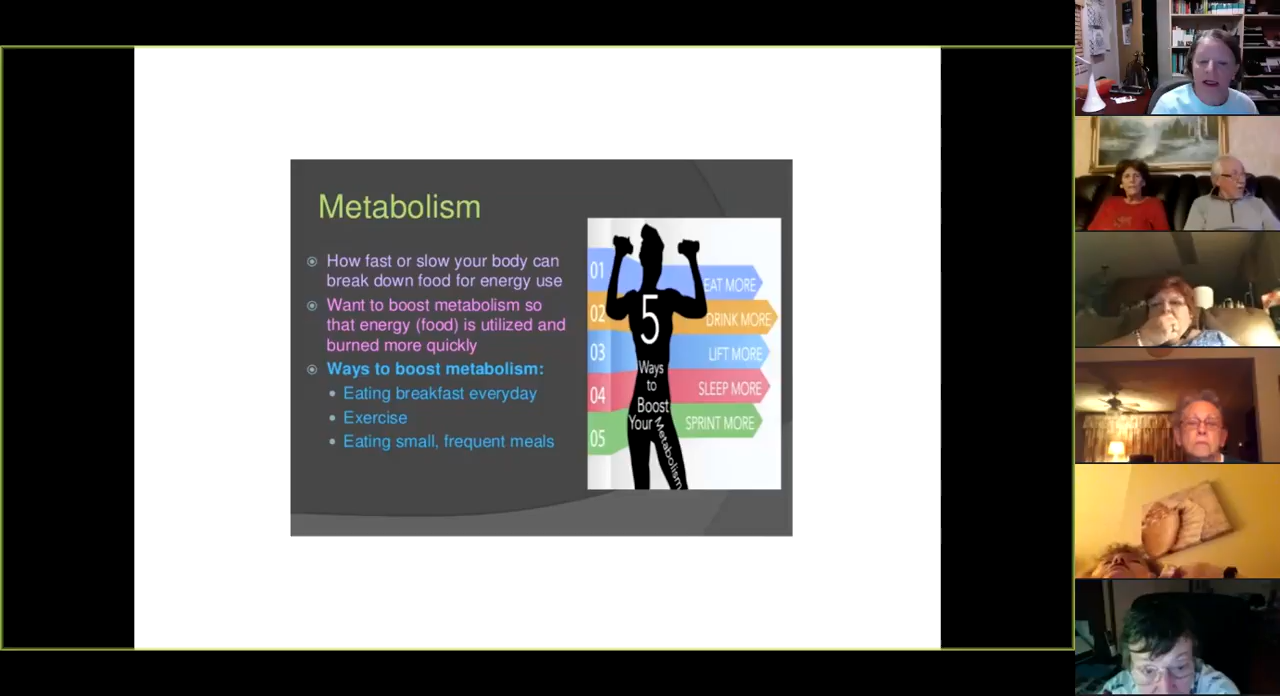 Metabolism
How fast or slow your body can
break down food for energy use
Want to boost metabolism so
that energy (food) is utilized and
burned more quickly
Ways to boost metabolism:
Eating breakfast everyday
Exercise
Eating small, frequent meals
01 EAT MORE
02 DRINK MORE
03 LIFT MORE
04 SLEEP MORE
05 SPRINT MORE
5
Ways
to
Boost
Your
Metabolism